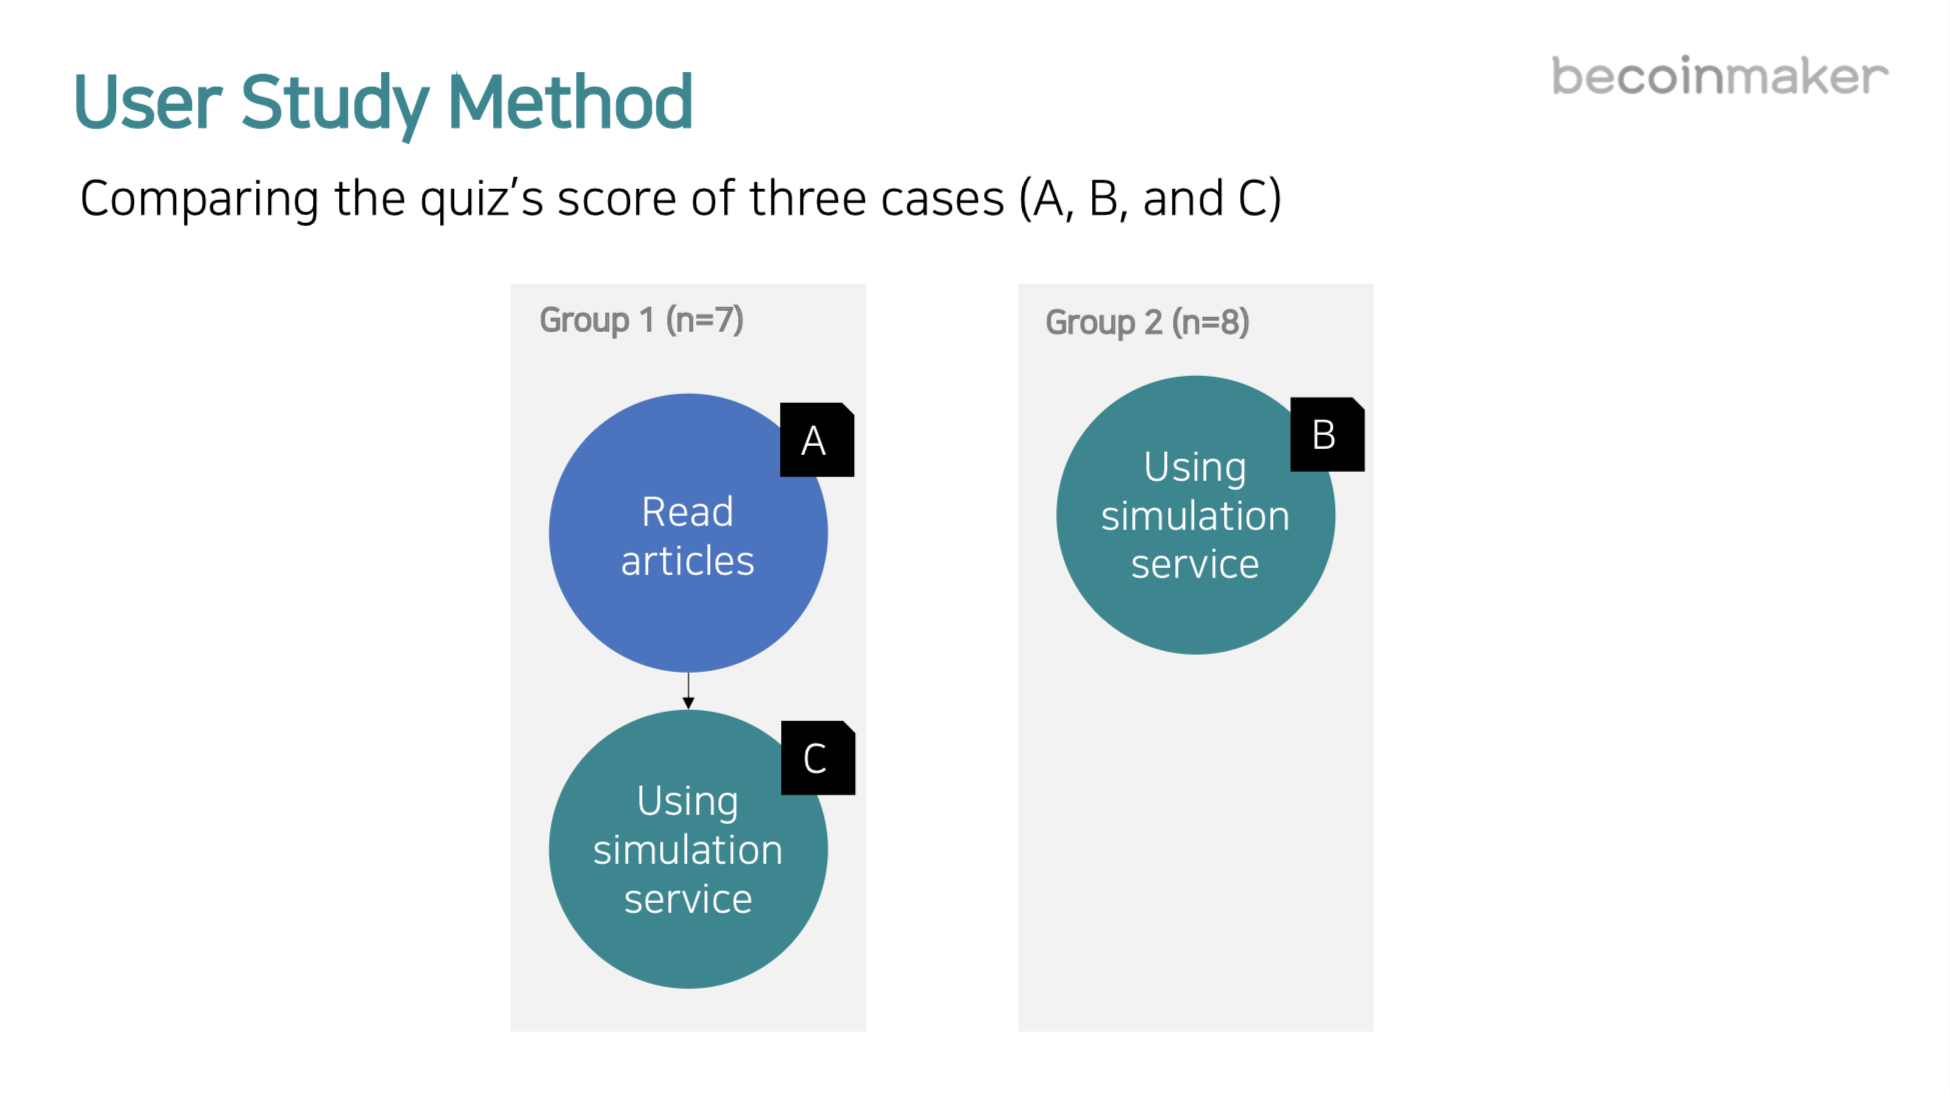 User Study Method
becoinmaker
Comparing the quiz's score of three cases (A, B, and C)
Group 1 (n=7)
A
Read
articles
C
Using
simulation
service
Group 2 (n=8)
B
Using
simulation
service